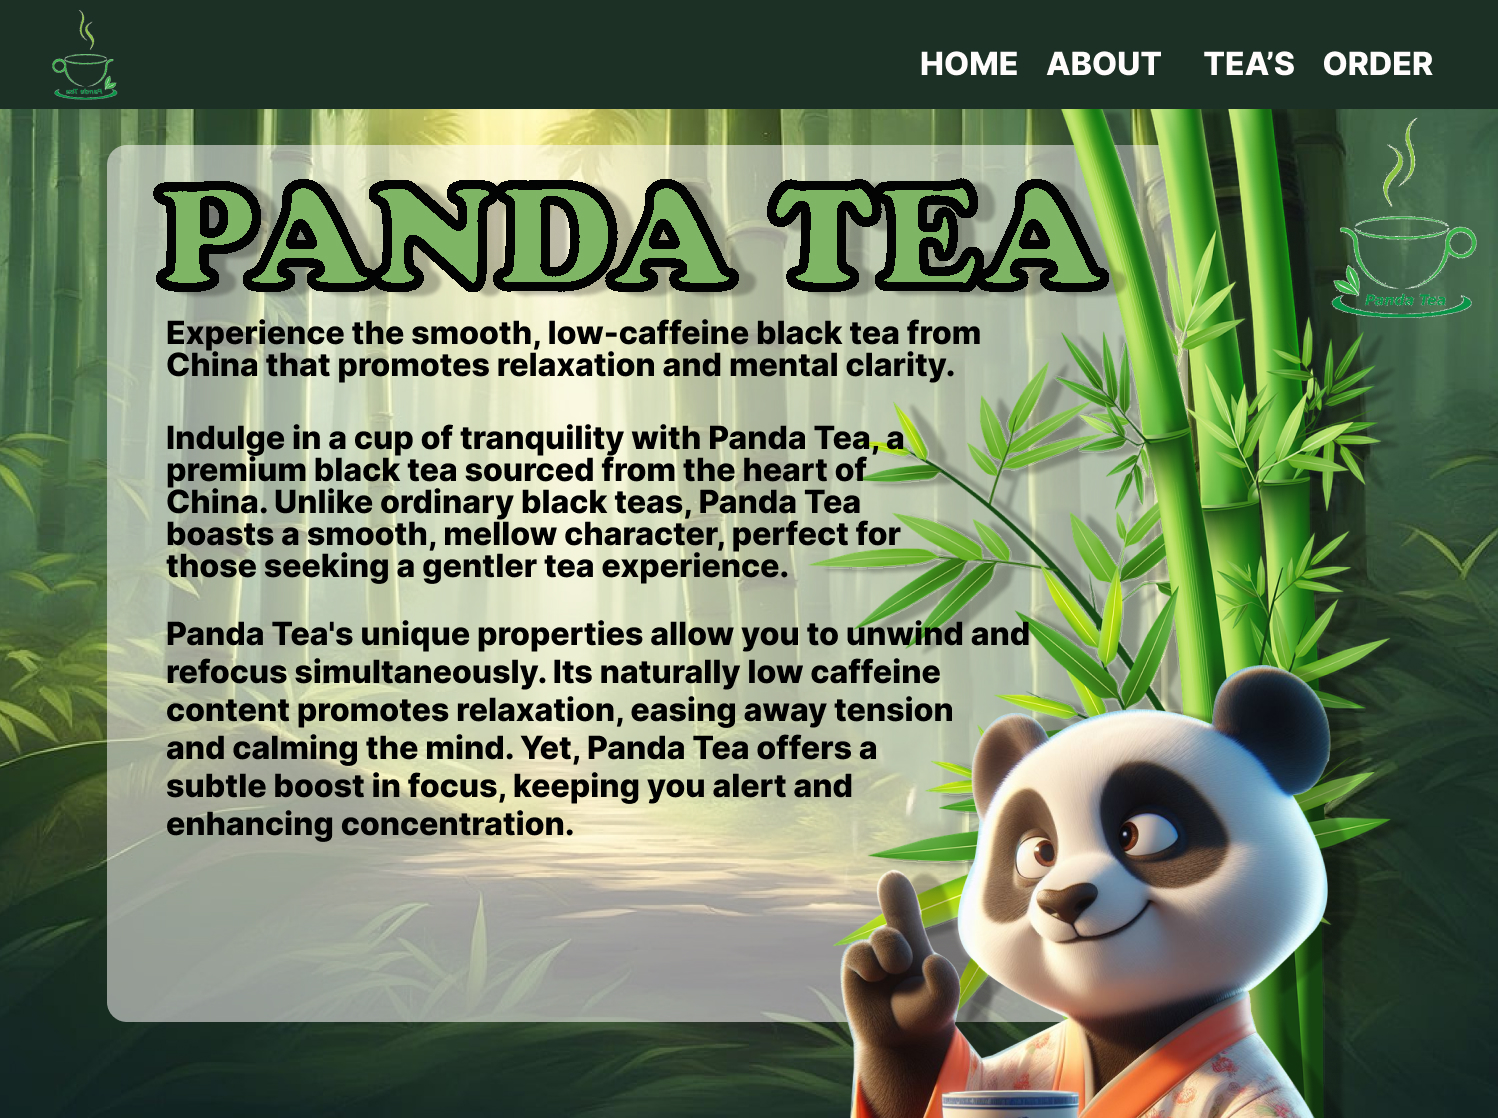 HOME ABOUT TEA’S ORDER
Panda Tea
PANDA TEA
Panda Tea
Experience the smooth, low-caffeine black tea from
China that promotes relaxation and mental clarity.
Indulge in a cup of tranquility with Panda Tea, a
premium black tea sourced from the heart of
China. Unlike ordinary black teas, Panda Tea
boasts a smooth, mellow character, perfect for
those seeking a gentler tea experience.
Panda Tea's unique properties allow you to unwind and
refocus simultaneously. Its naturally low caffeine
content promotes relaxation, easing away tension
and calming the mind. Yet, Panda Tea offers a
subtle boost in focus, keeping you alert and
enhancing concentration.